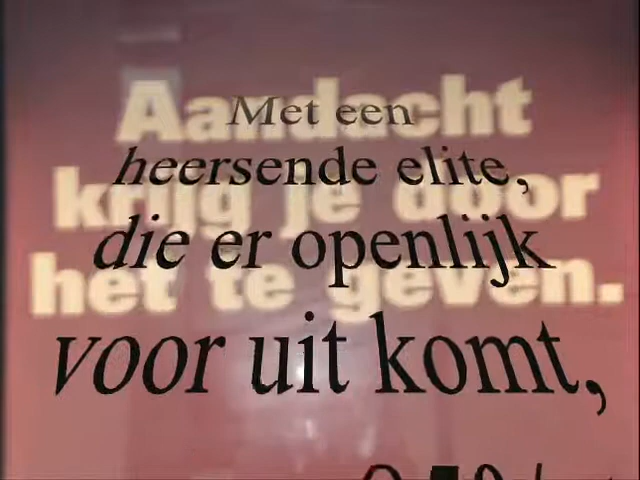 Met een
heersende elite,
die er openlijk
voor uit komt,
Aandacht
krijg je door
het te geven.